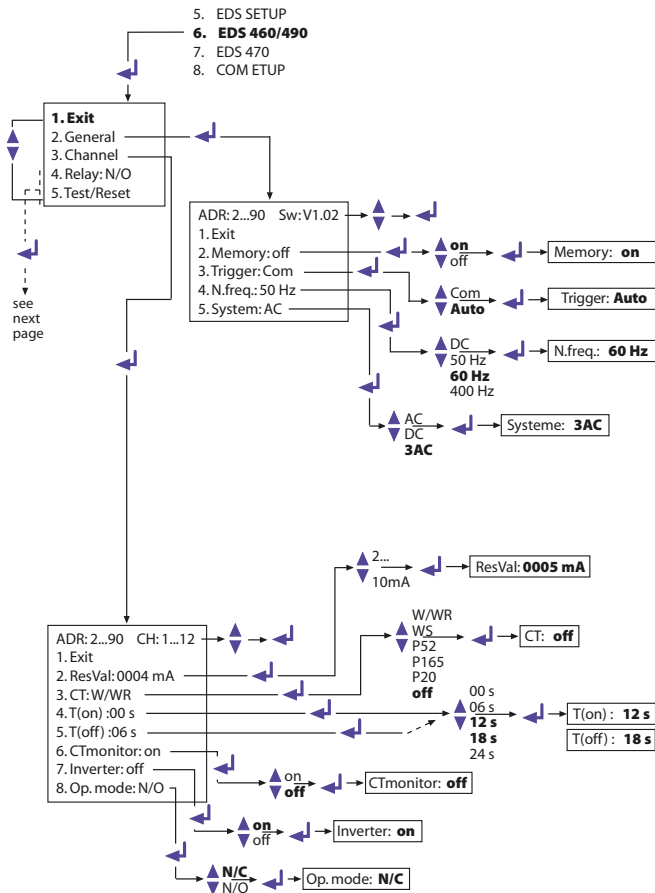 5. EDS SETUP
6. EDS 460/490
7. EDS 470
8. COM ETUP
1. Exit
2. General
3. Channel
4. Relay: N/O
5. Test/Reset
see
next
page
ADR: 2...90 Sw: V1.02
1. Exit
2. Memory: off
3. Trigger: Com
4. N.freq.: 50 Hz
5. System: AC
on
off
Memory: on
Com
Auto
Trigger: Auto
DC
50 Hz
60 Hz
400 Hz
N.freq.: 60 Hz
AC
DC
3AC
Systeme: 3AC
2...
10mA
ResVal: 0005 mA
ADR: 2...90 CH: 1...12
1. Exit
2. ResVal: 0004 mA
3. CT: W/WR
4. T(on) :00 s
5. T(off) :06 s
6. CTmonitor: on
7. Inverter: off
8. Op. mode: N/O
W/WR
WS
P52
P165
P20
off
CT: off
00 s
06 s
12 s
18 s
24 s
T(on) : 12 s
T(off) : 18 s
on
off
CTmonitor: off
on
off
Inverter: on
N/C
N/O
Op. mode: N/C